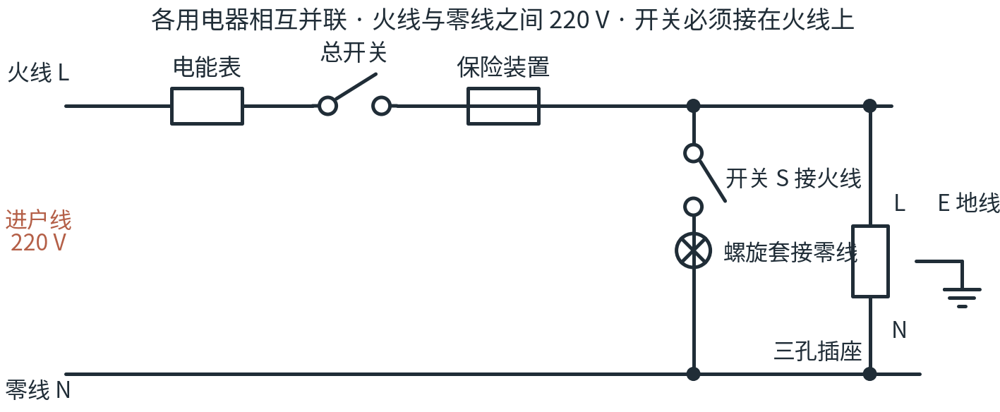 各用电器相互并联 · 火线与零线之间 220 V · 开关必须接在火线上
总开关
火线 L
电能表
保险装置
开关 S 接火线
L
E 地线
进户线
220 V
螺旋套接零线
N
三孔插座
零线 N